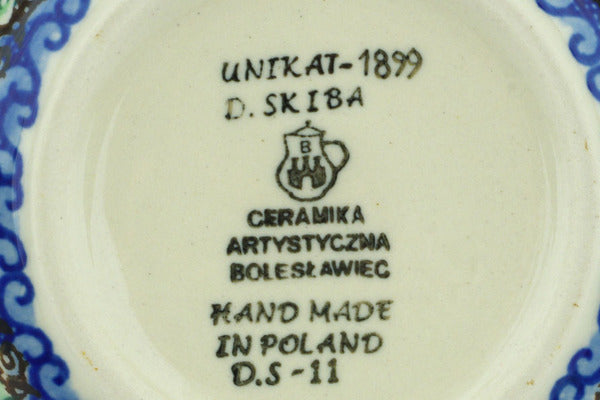 UNIKAT-1899
D. SKIBA
B
CERAMIKA
ARTYSTYCZNA
BOLESŁAWIEC
HAND MADE
IN POLAND
D.S-11